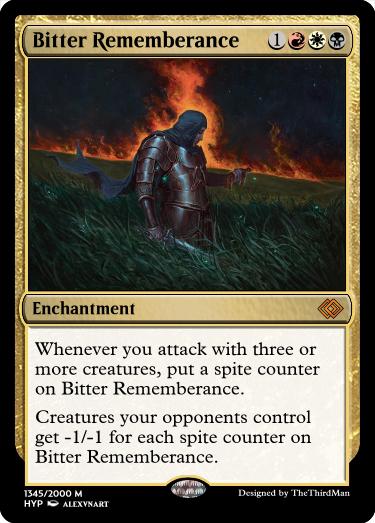 Bitter Rememberance 1
Enchantment
Whenever you attack with three or
more creatures, put a spite counter
on Bitter Rememberance.
Creatures your opponents control
get -1/-1 for each spite counter on
Bitter Rememberance.
1345/2000 M
HYP ALEXVNART
Designed by TheThirdMan